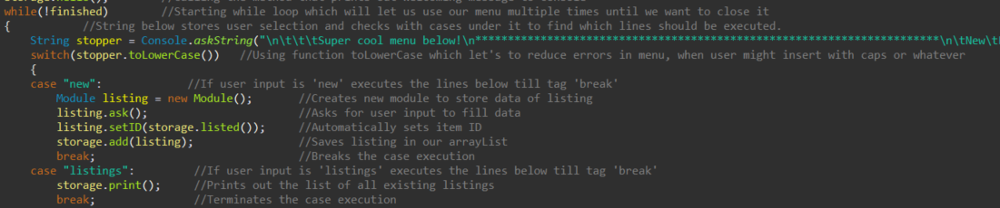 while(!finished)        //Starting while loop which will let us use our menu multiple times until we want to close it
{           //String below stores user selection and checks with cases under it to find which lines should be executed.
    String stopper = Console.askString("\n\t\t\t\tSuper cool menu below!\n********************************************************************\n\tNew\t
    switch(stopper.toLowerCase())   //Using function toLowerCase which let's to reduce errors in menu, when user might insert with caps or whatever
    {
    case "new":             //If user input is 'new' executes the lines below till tag 'break'
        Module listing = new Module();       //Creates new module to store data of listing
        listing.ask();                       //Asks for user input to fill data
        listing.setID(storage.listed());     //Automatically sets item ID
        storage.add(listing);                //Saves listing in our arrayList
        break;                               //Breaks the case execution
    case "listings":         //If user input is 'listings' executes the lines below till tag 'break'
        storage.print();     //Prints out the list of all existing listings
        break;               //Terminates the case execution